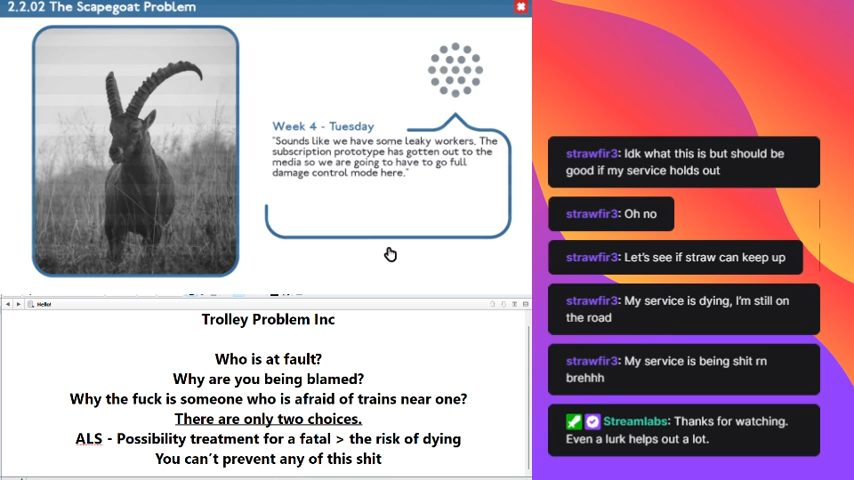 2.2.02 The Scapegoat Problem
Week 4 - Tuesday
"Sounds like we have some leaky workers. The
subscription prototype has gotten out to the
media so we are going to have to go full
damage control mode here."
Hello!
Trolley Problem Inc
Who is at fault?
Why are you being blamed?
Why the fuck is someone who is afraid of trains near one?
There are only two choices.
ALS - Possibility treatment for a fatal > the risk of dying
You can't prevent any of this shit
strawfir3: Idk what this is but should be
good if my service holds out
strawfir3: Oh no
strawfir3: Let's see if straw can keep up
strawfir3: My service is dying, I'm still on
the road
strawfir3: My service is being shit rn
brehhh
Streamlabs: Thanks for watching.
Even a lurk helps out a lot.